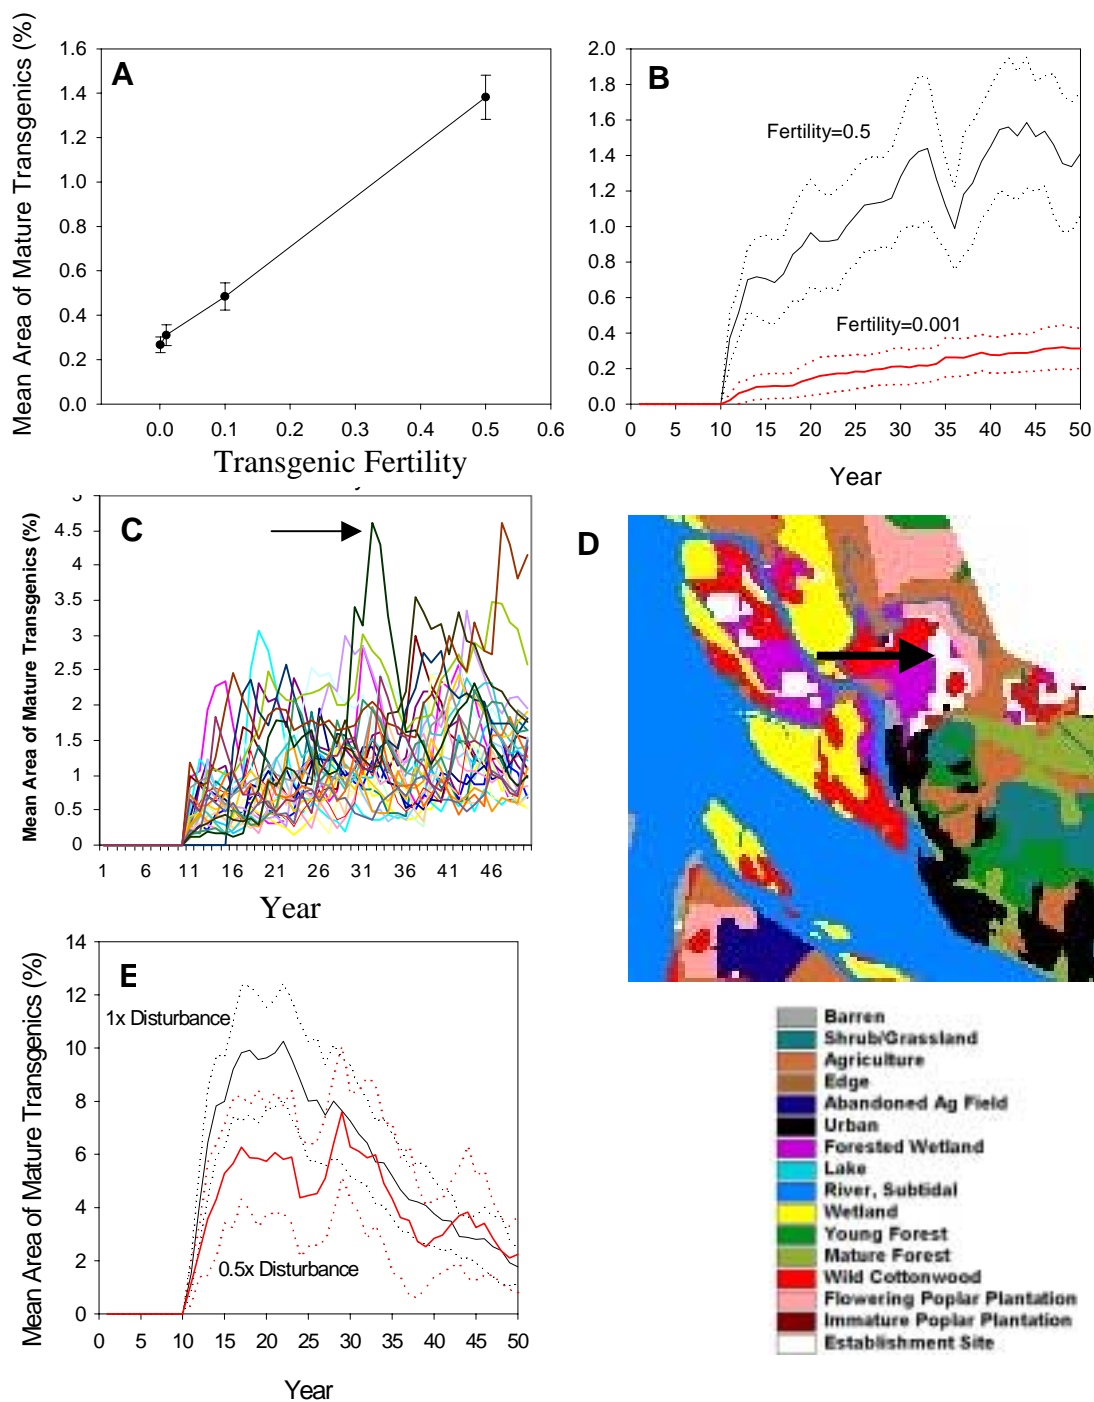 A
Mean Area of Mature Transgenics (%)
1.6
1.4
1.2
1.0
0.8
0.6
0.4
0.2
0.0
0.0 0.1 0.2 0.3 0.4 0.5 0.6
Transgenic Fertility
B
2.0
1.8
1.6
1.4
1.2
1.0
0.8
0.6
0.4
0.2
0.0
Fertility=0.5
Fertility=0.001
0 5 10 15 20 25 30 35 40 45 50
Year
C
Mean Area of Mature Transgenics (%)
5
4.5
4
3.5
3
2.5
2
1.5
1
0.5
0
1 6 11 16 21 26 31 36 41 46
Year
D
Barren
Shrub/Grassland
Agriculture
Edge
Abandoned Ag Field
Urban
Forested Wetland
Lake
River, Subtidal
Wetland
Young Forest
Mature Forest
Wild Cottonwood
Flowering Poplar Plantation
Immature Poplar Plantation
Establishment Site
E
Mean Area of Mature Transgenics (%)
14
12
10
8
6
4
2
0
1x Disturbance
0.5x Disturbance
0 5 10 15 20 25 30 35 40 45 50
Year